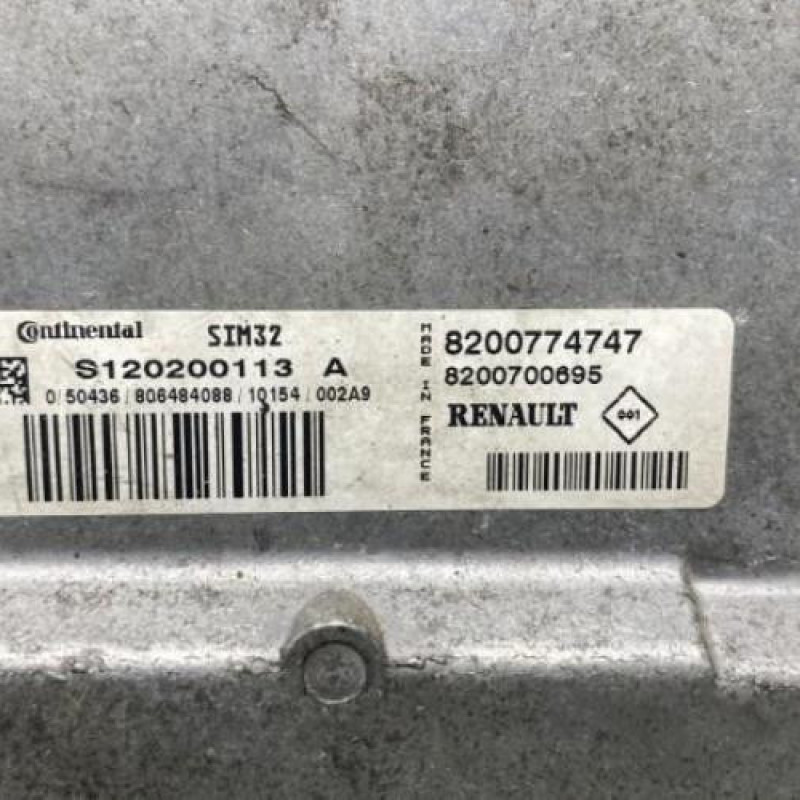 Continental SIM32
S120200113 A
0 50436 / 806484088 / 10154 / 002A9
MADE IN FRANCE
8200774747
8200700695
RENAULT 001